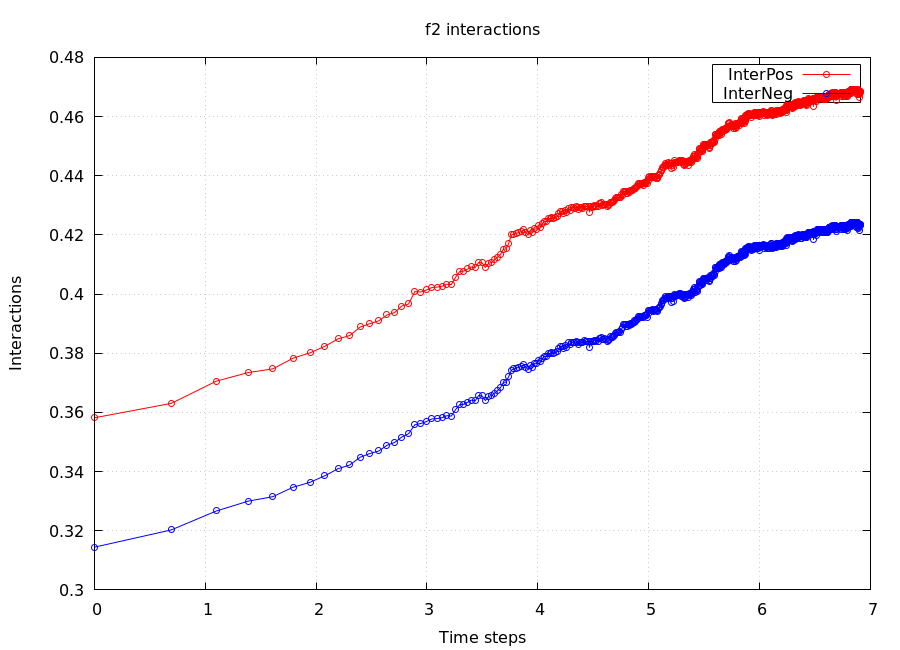 f2 interactions
InterPos
InterNeg
0.48
0.46
0.44
0.42
0.4
0.38
0.36
0.34
0.32
0.3
Interactions
0 1 2 3 4 5 6 7
Time steps